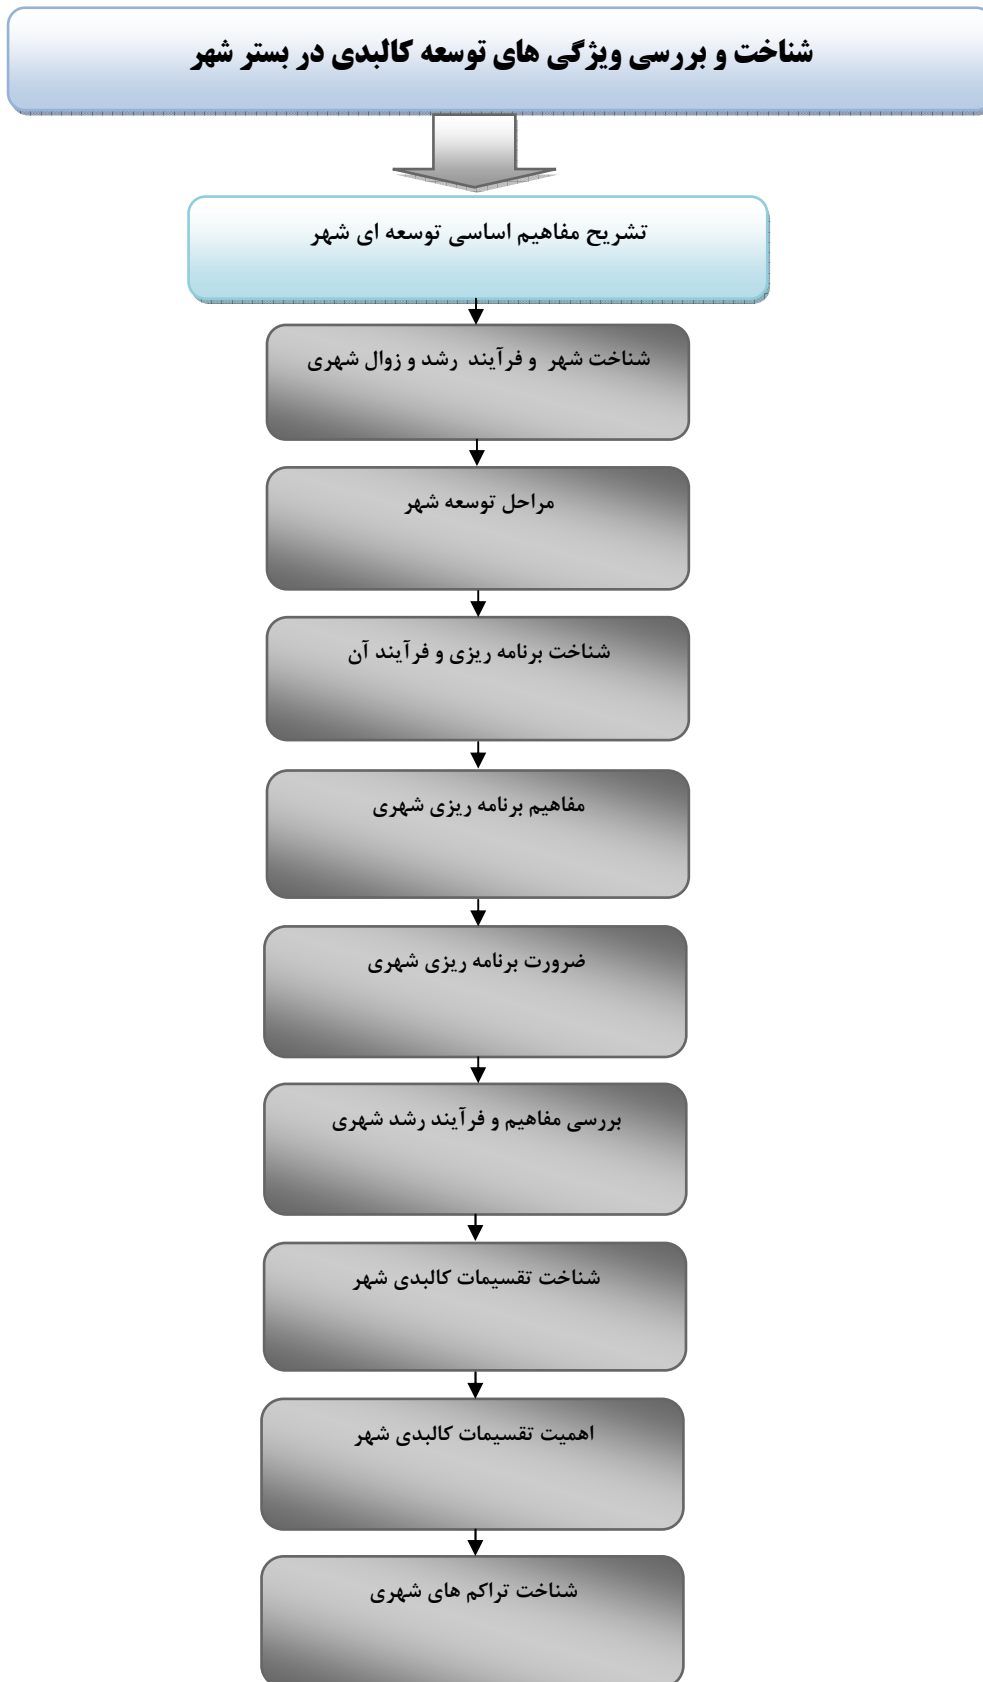 شناخت و بررسی ویژگی های توسعه کالبدی در بستر شهر
تشریح مفاهیم اساسی توسعه ای شهر
شناخت شهر و فرآیند رشد و زوال شهری
مراحل توسعه شهر
شناخت برنامه ریزی و فرآیند آن
مفاهیم برنامه ریزی شهری
ضرورت برنامه ریزی شهری
بررسی مفاهیم و فرآیند رشد شهری
شناخت تقسیمات کالبدی شهر
اهمیت تقسیمات کالبدی شهر
شناخت تراکم های شهری